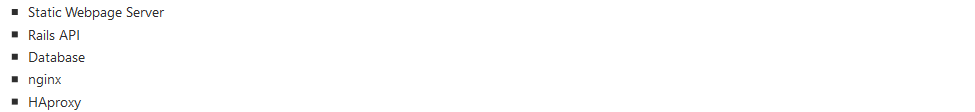 Static Webpage Server
Rails API
Database
nginx
HAproxy